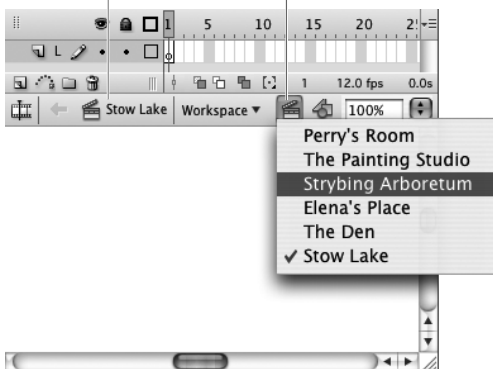 1 5 10 15 20 2
L
1 12.0 fps 0.0s
Stow Lake Workspace 100%
Perry's Room
The Painting Studio
Strybing Arboretum
Elena's Place
The Den
✓ Stow Lake